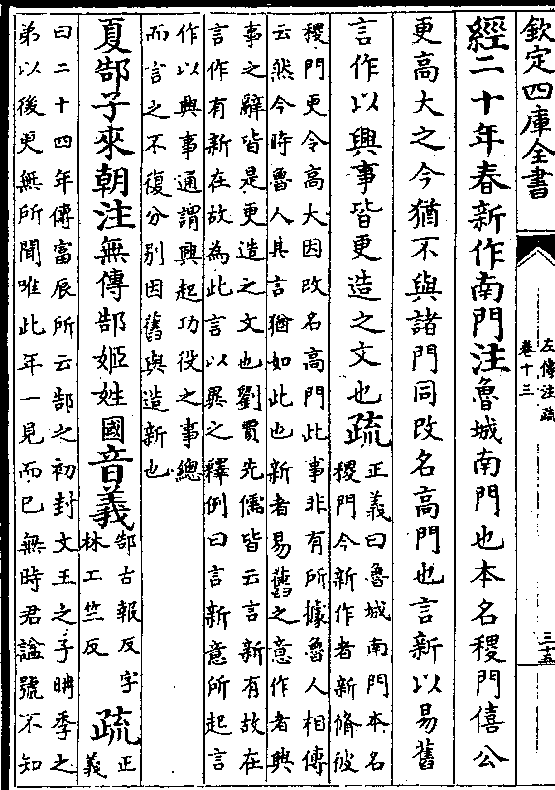 欽定四庫全書
左傳注疏
卷十三
三十五
經二十年春新作南門注魯城南門也本名稷門僖公
更高大之今猶不與諸門同改名高門也言新以易舊
言作以興事皆更造之文也疏
正義曰魯城南門本名
稷門今新作者新脩彼
稷門更令高大因改名高門此事非有所據魯人相傳
云然今時魯人其言猶如此也新者易舊之意作者興
事之辭皆是更造之文也劉賈先儒皆云言新有故在
言作有新在故為此言以異之釋例曰言新意所起言
作以興事通謂興起功役之事總
而言之不復分別因舊與造新也
夏郜子來朝注無傳郜姬姓國音義
郜古報反字
林工竺反
疏
正
義
曰二十四年傳富辰所云郜之初封文王之子聃季之
弟以後更無所聞唯此年一見而已無時君諡號不知